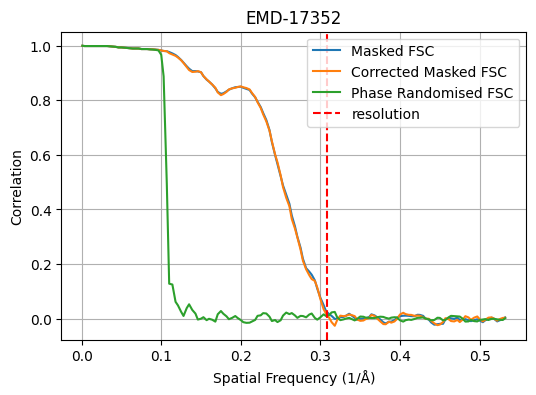 EMD-17352
Masked FSC
Corrected Masked FSC
Phase Randomised FSC
resolution
Correlation
1.0
0.8
0.6
0.4
0.2
0.0
0.0 0.1 0.2 0.3 0.4 0.5
Spatial Frequency (1/Å)